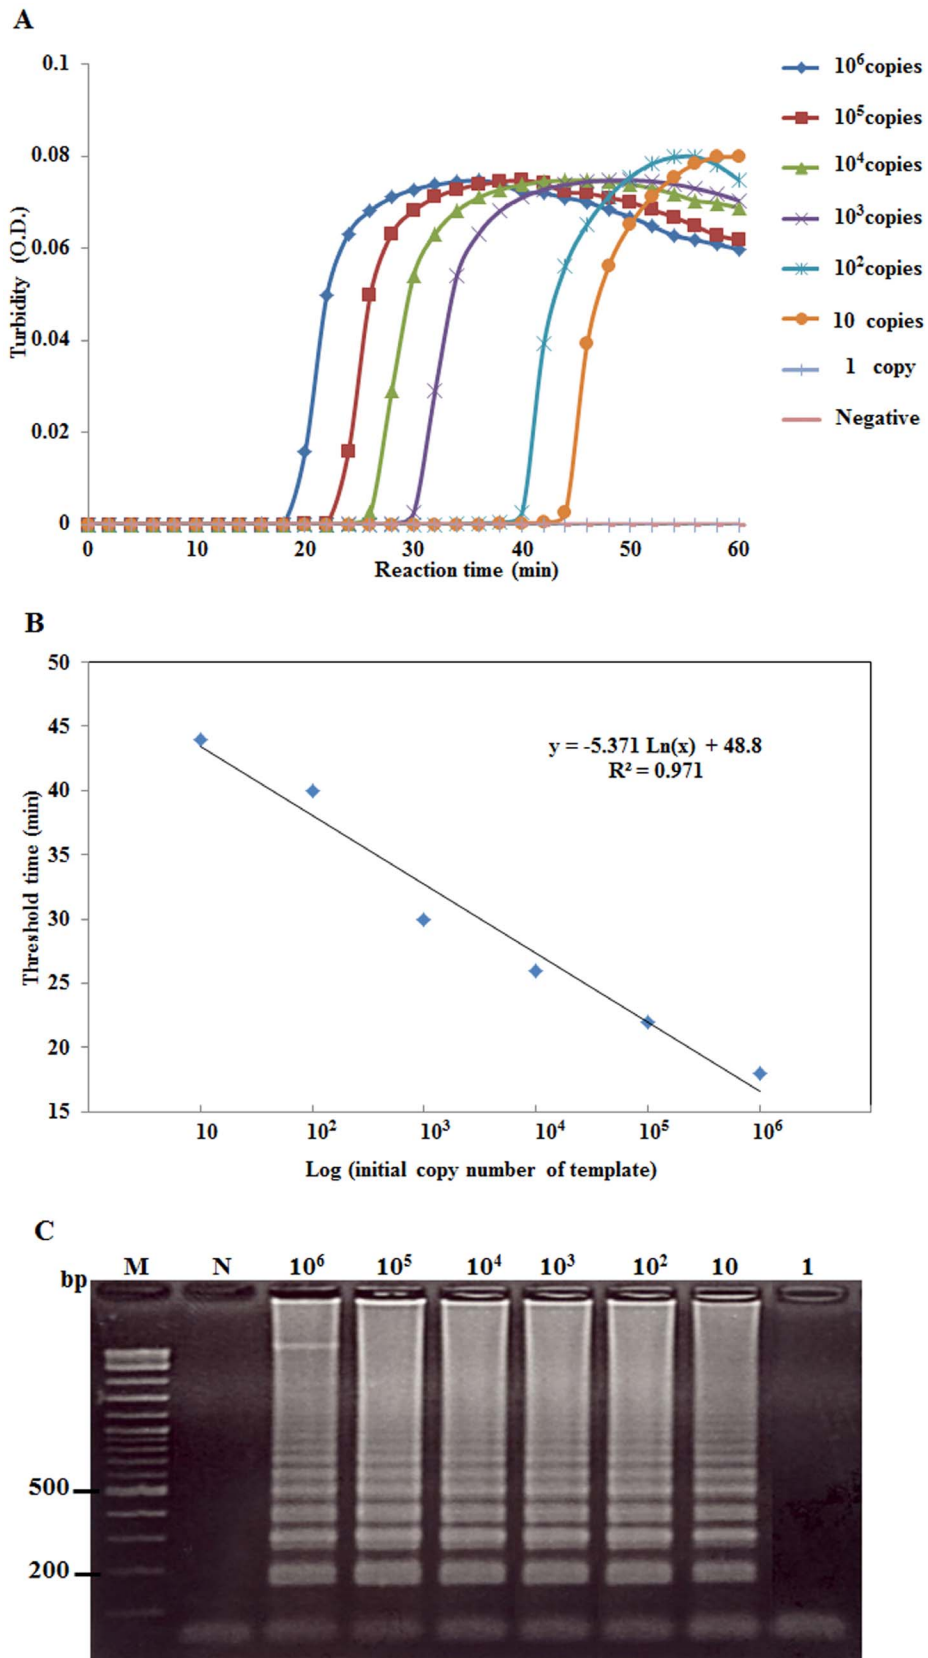 A
0.1
0.08
0.06
0.04
0.02
0
Turbidity (O.D.)
0 10 20 30 40 50 60
Reaction time (min)
10⁶copies
10⁵copies
10⁴copies
10³copies
10²copies
10 copies
1 copy
Negative
B
50
45
40
35
30
25
20
15
Threshold time (min)
y = -5.371 Ln(x) + 48.8
R² = 0.971
10 10² 10³ 10⁴ 10⁵ 10⁶
Log (initial copy number of template)
C
bp M N 10⁶ 10⁵ 10⁴ 10³ 10² 10 1
500
200